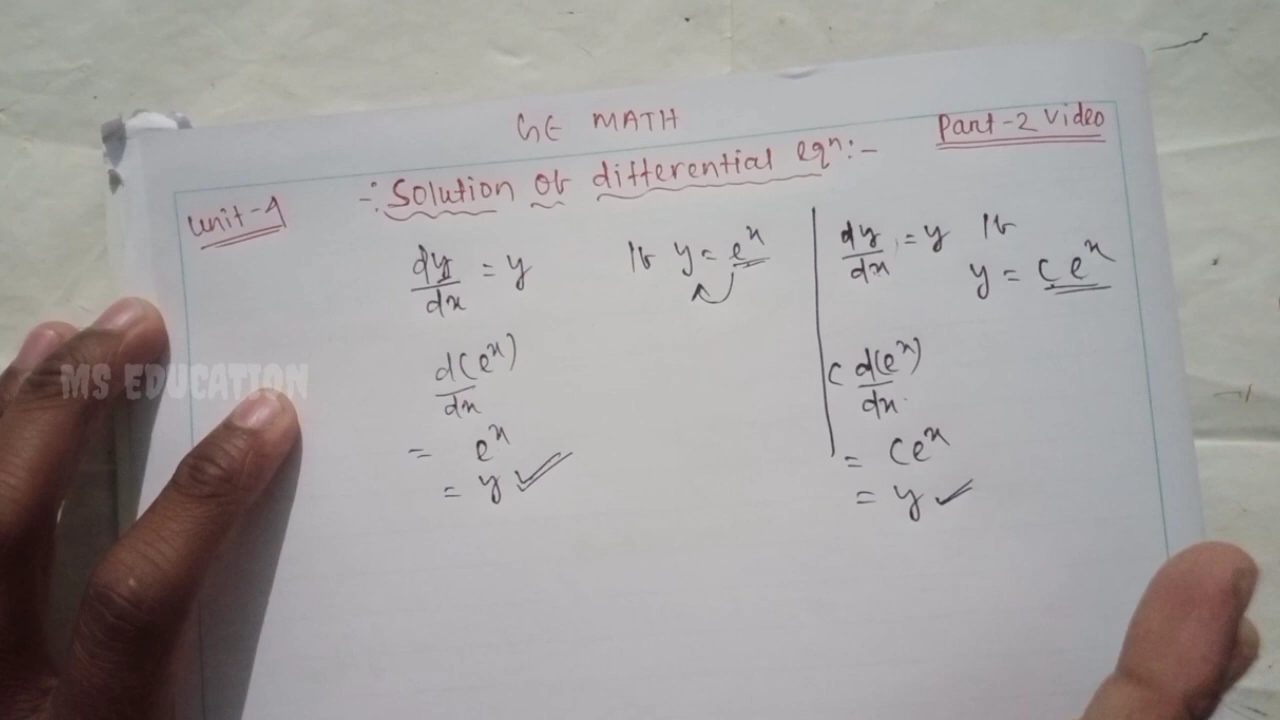 GE MATH
Part-2 Video
Unit-4
-: Solution of differential eqn:-
dy/dx = y If y = e^x
d(e^x)/dx
= e^x
= y ✓
dy/dx = y If
y = ce^x
c d(e^x)/dx
= ce^x
= y ✓
MS EDUCATION